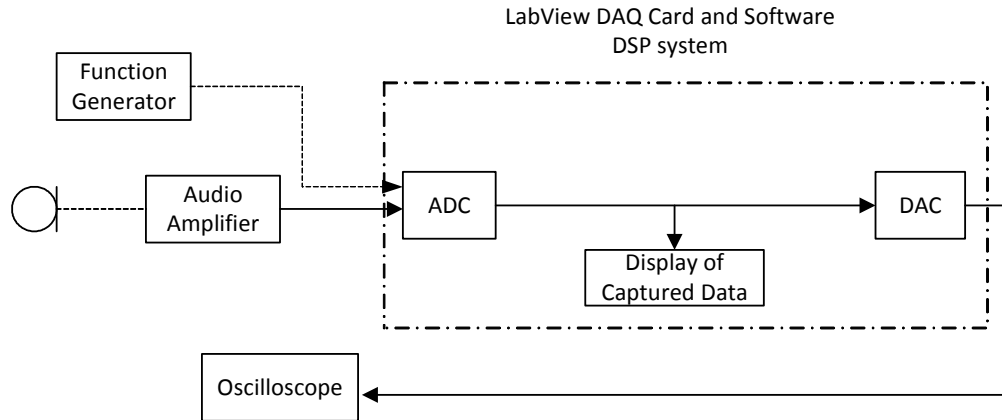 LabView DAQ Card and Software
DSP system
Function
Generator
Audio
Amplifier
ADC
DAC
Display of
Captured Data
Oscilloscope